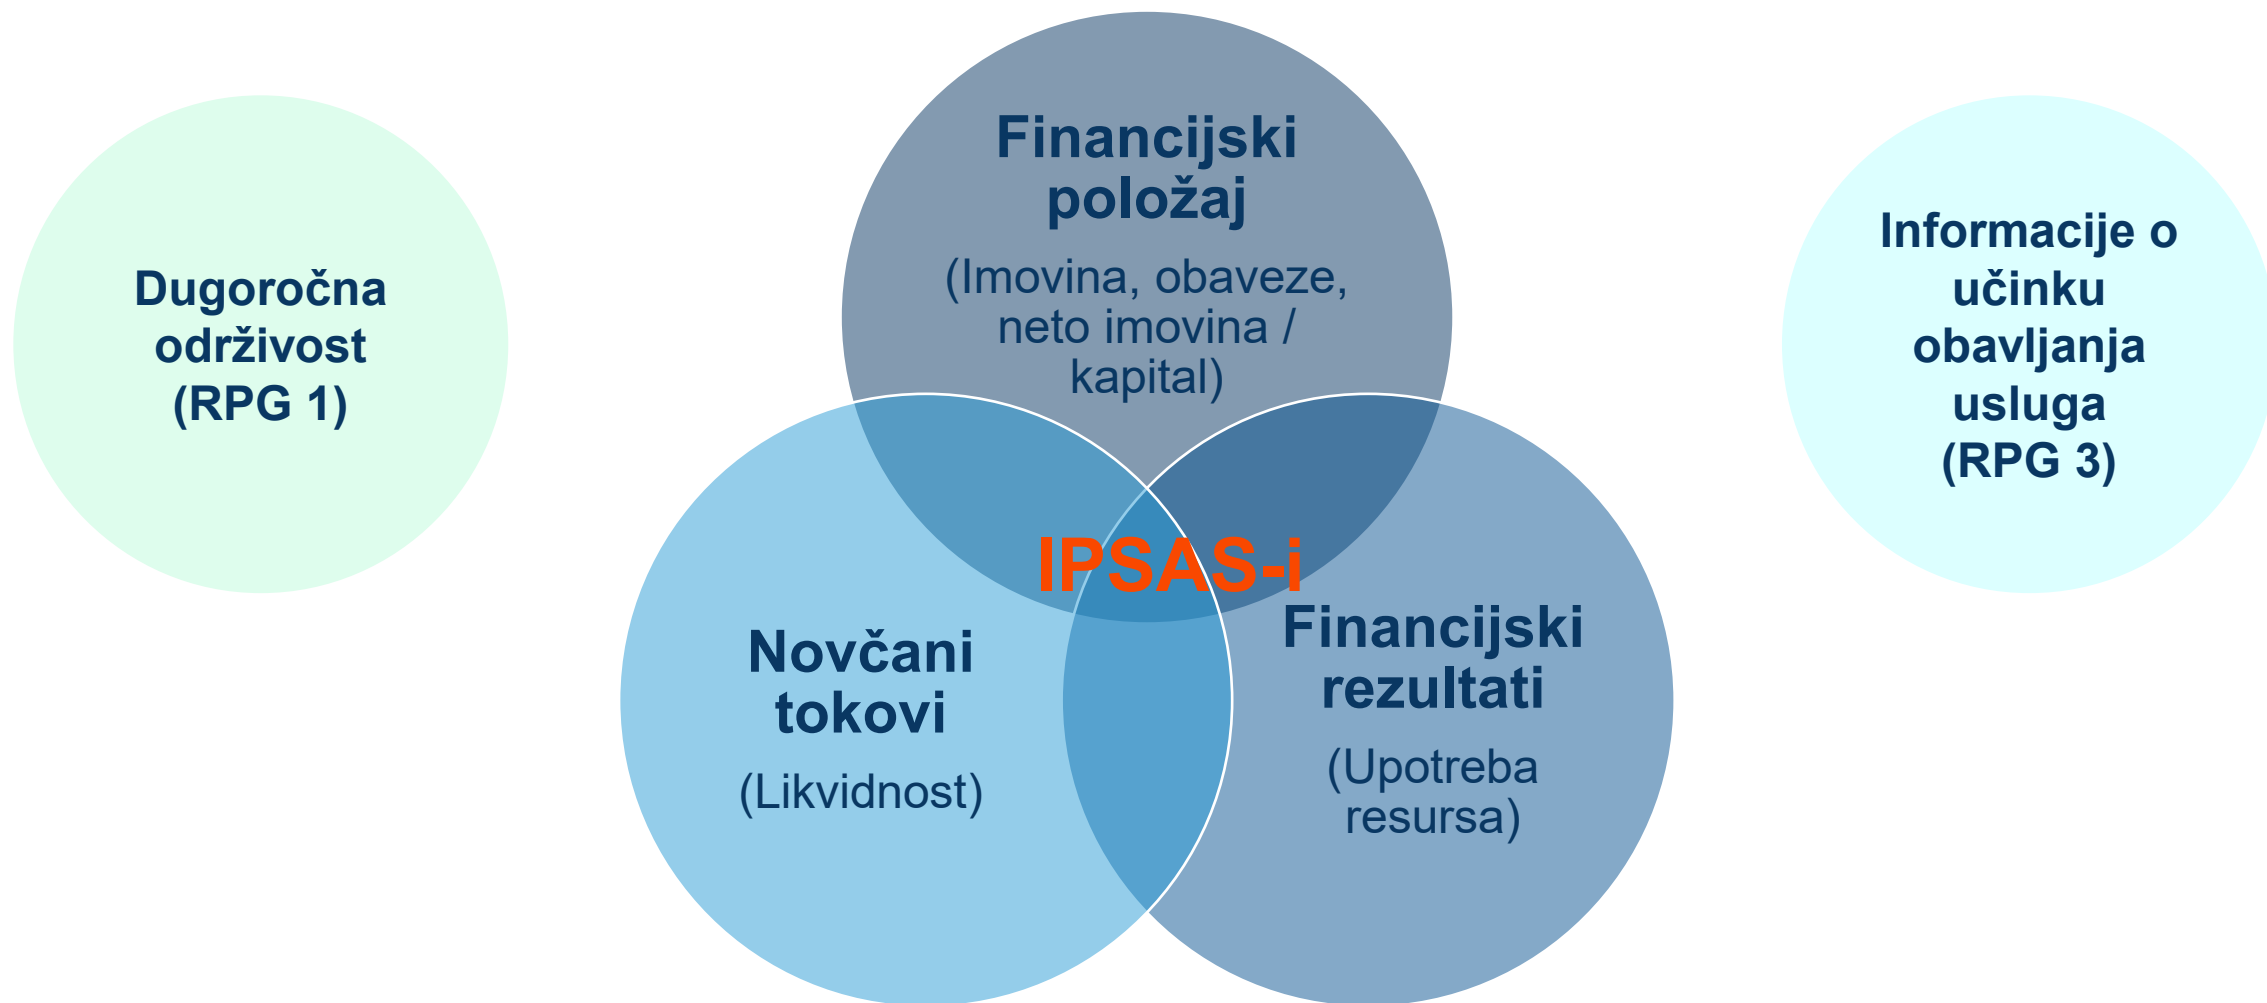 Dugoročna
održivost
(RPG 1)
Financijski
položaj
(Imovina, obaveze,
neto imovina /
kapital)
Informacije o
učinku
obavljanja
usluga
(RPG 3)
IPSAS-i
Novčani
tokovi
(Likvidnost)
Financijski
rezultati
(Upotreba
resursa)